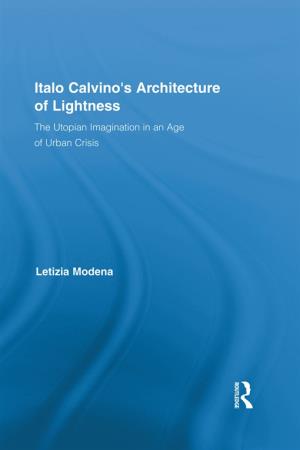 Italo Calvino's Architecture
of Lightness
The Utopian Imagination in an Age
of Urban Crisis
Letizia Modena
R
ROUTLEDGE